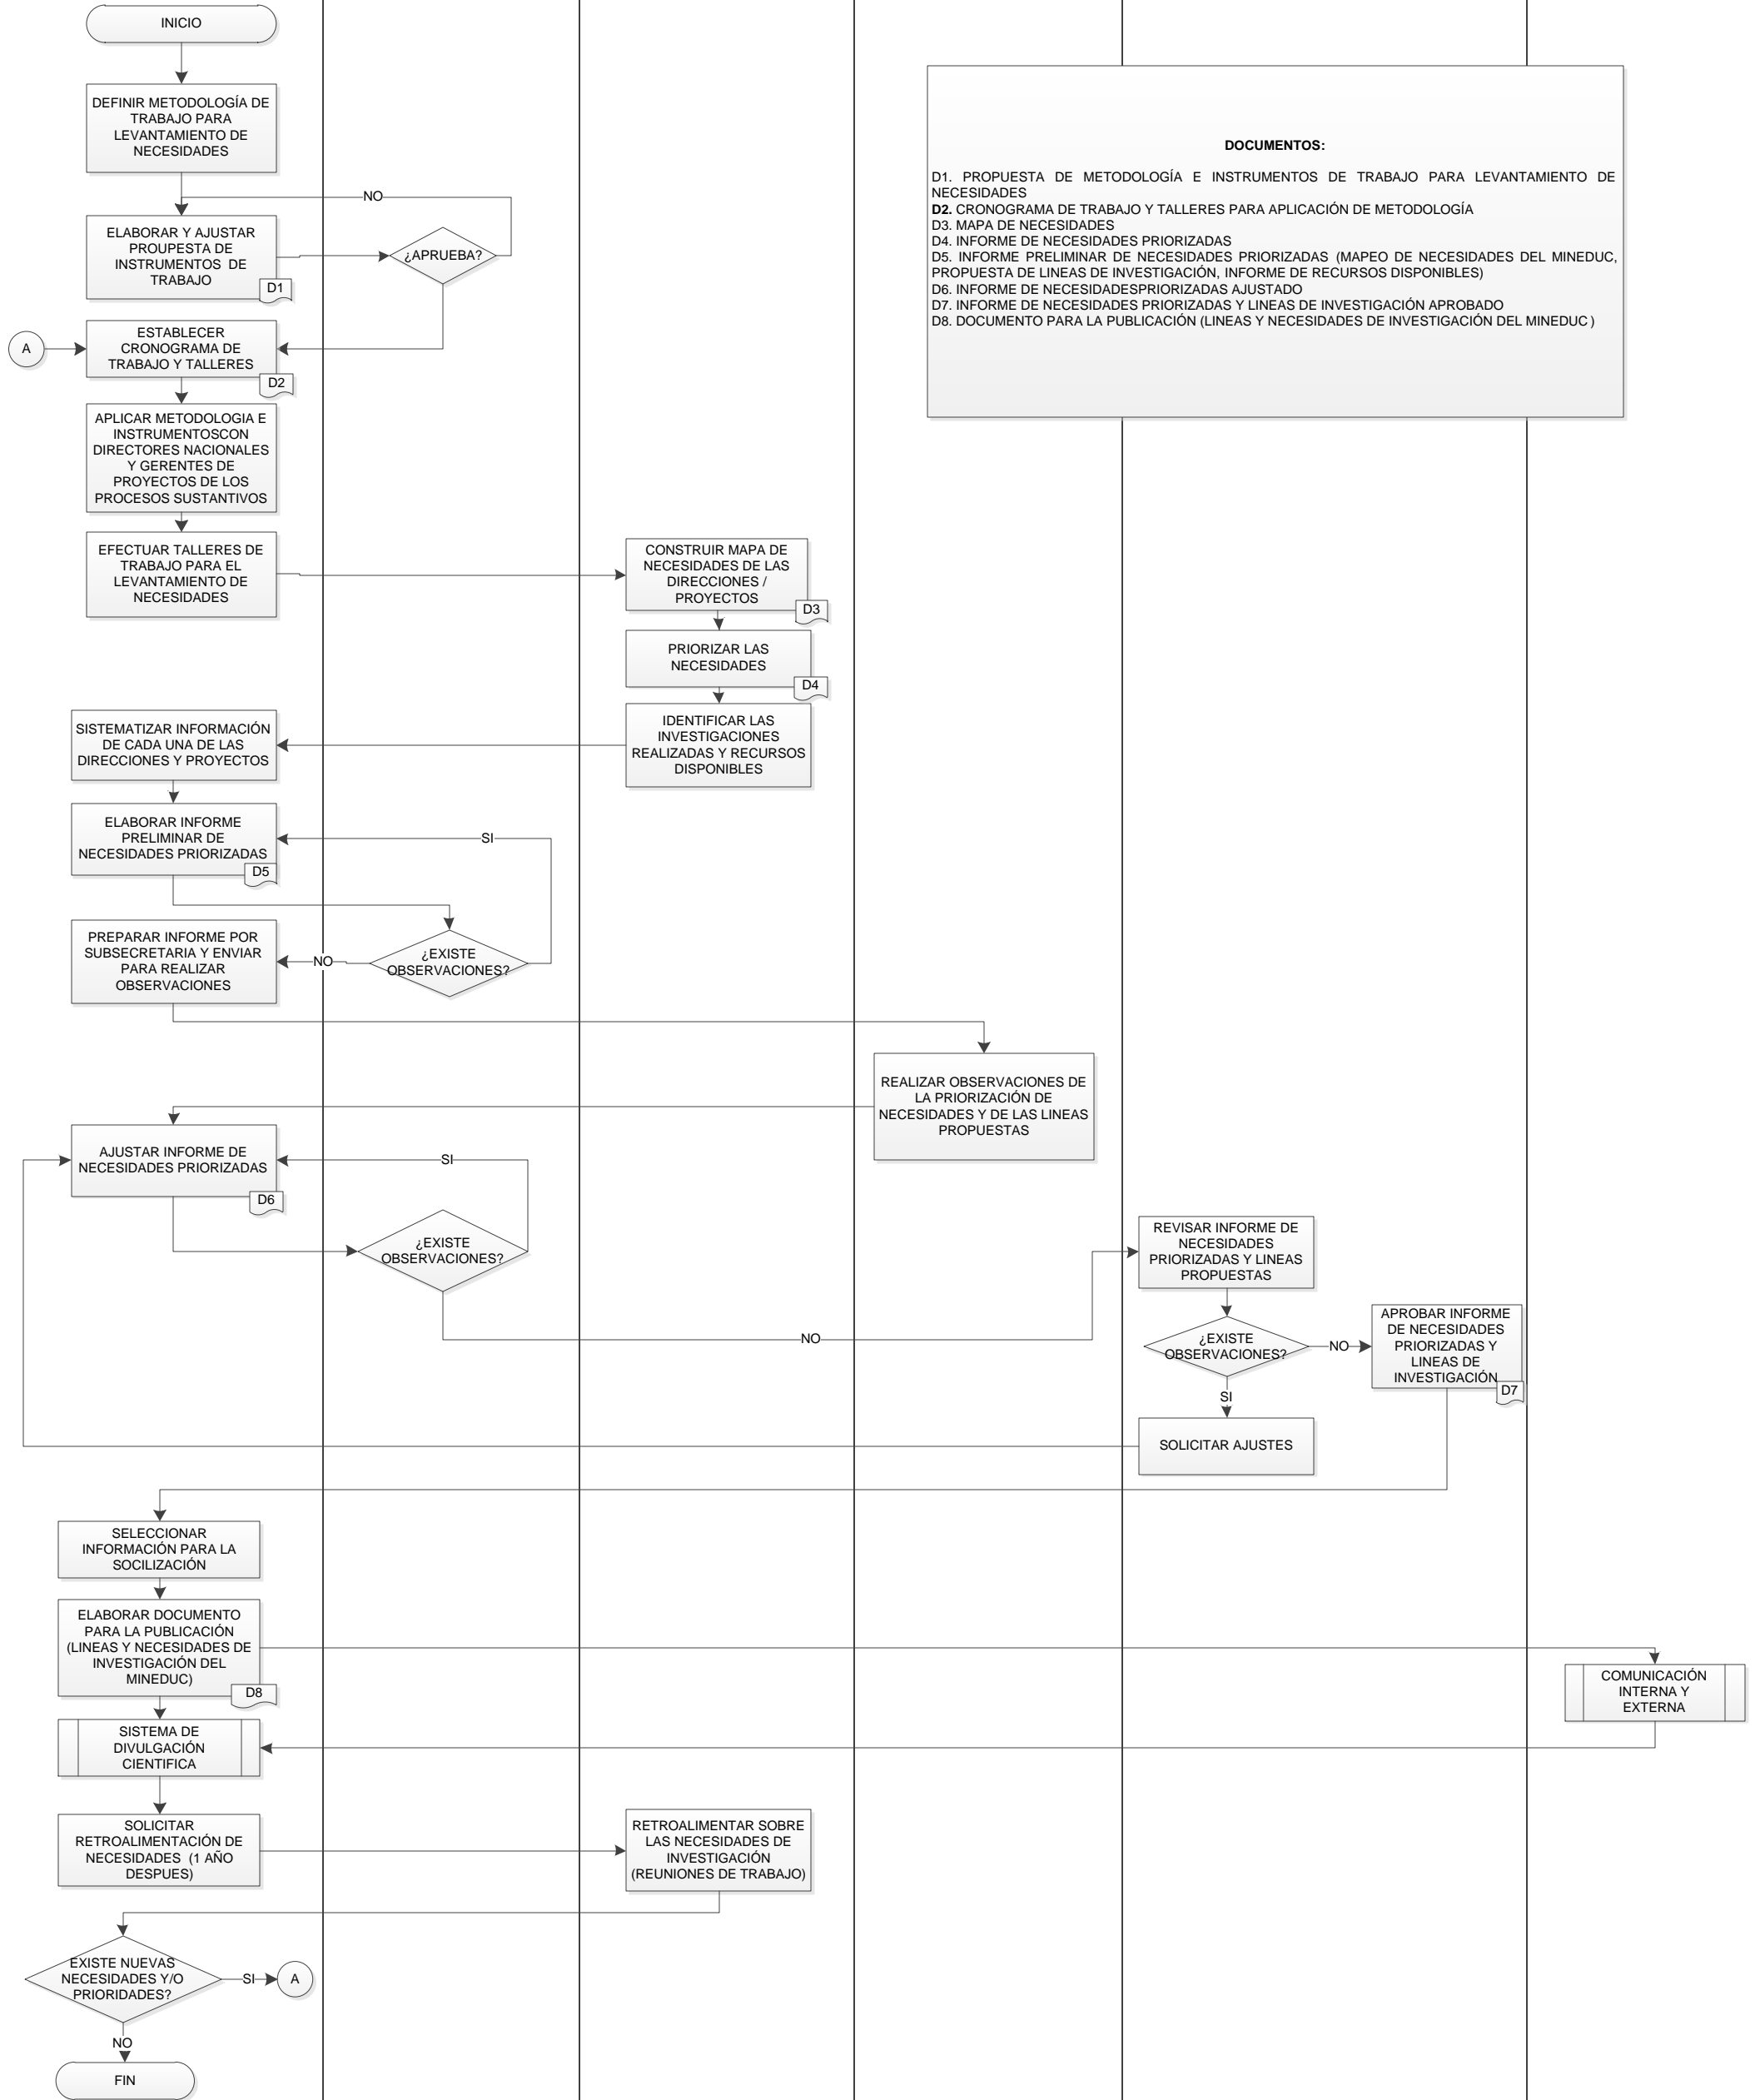 INICIO
DEFINIR METODOLOGÍA DE
TRABAJO PARA
LEVANTAMIENTO DE
NECESIDADES
DOCUMENTOS:
D1. PROPUESTA DE METODOLOGÍA E INSTRUMENTOS DE TRABAJO PARA LEVANTAMIENTO DE
NECESIDADES
D2. CRONOGRAMA DE TRABAJO Y TALLERES PARA APLICACIÓN DE METODOLOGÍA
D3. MAPA DE NECESIDADES
D4. INFORME DE NECESIDADES PRIORIZADAS
D5. INFORME PRELIMINAR DE NECESIDADES PRIORIZADAS (MAPEO DE NECESIDADES DEL MINEDUC,
PROPUESTA DE LINEAS DE INVESTIGACIÓN, INFORME DE RECURSOS DISPONIBLES)
D6. INFORME DE NECESIDADESPRIORIZADAS AJUSTADO
D7. INFORME DE NECESIDADES PRIORIZADAS Y LINEAS DE INVESTIGACIÓN APROBADO
D8. DOCUMENTO PARA LA PUBLICACIÓN (LINEAS Y NECESIDADES DE INVESTIGACIÓN DEL MINEDUC )
NO
ELABORAR Y AJUSTAR
PROUPESTA DE
INSTRUMENTOS DE
TRABAJO
D1
¿APRUEBA?
A
ESTABLECER
CRONOGRAMA DE
TRABAJO Y TALLERES
D2
APLICAR METODOLOGIA E
INSTRUMENTOSCON
DIRECTORES NACIONALES
Y GERENTES DE
PROYECTOS DE LOS
PROCESOS SUSTANTIVOS
EFECTUAR TALLERES DE
TRABAJO PARA EL
LEVANTAMIENTO DE
NECESIDADES
CONSTRUIR MAPA DE
NECESIDADES DE LAS
DIRECCIONES /
PROYECTOS
D3
PRIORIZAR LAS
NECESIDADES
D4
IDENTIFICAR LAS
INVESTIGACIONES
REALIZADAS Y RECURSOS
DISPONIBLES
SISTEMATIZAR INFORMACIÓN
DE CADA UNA DE LAS
DIRECCIONES Y PROYECTOS
ELABORAR INFORME
PRELIMINAR DE
NECESIDADES PRIORIZADAS
D5
SI
PREPARAR INFORME POR
SUBSECRETARIA Y ENVIAR
PARA REALIZAR
OBSERVACIONES
NO
¿EXISTE
OBSERVACIONES?
REALIZAR OBSERVACIONES DE
LA PRIORIZACIÓN DE
NECESIDADES Y DE LAS LINEAS
PROPUESTAS
AJUSTAR INFORME DE
NECESIDADES PRIORIZADAS
D6
SI
¿EXISTE
OBSERVACIONES?
NO
REVISAR INFORME DE
NECESIDADES
PRIORIZADAS Y LINEAS
PROPUESTAS
¿EXISTE
OBSERVACIONES?
NO
APROBAR INFORME
DE NECESIDADES
PRIORIZADAS Y
LINEAS DE
INVESTIGACIÓN
D7
SI
SOLICITAR AJUSTES
SELECCIONAR
INFORMACIÓN PARA LA
SOCILIZACIÓN
ELABORAR DOCUMENTO
PARA LA PUBLICACIÓN
(LINEAS Y NECESIDADES DE
INVESTIGACIÓN DEL
MINEDUC)
D8
COMUNICACIÓN
INTERNA Y
EXTERNA
SISTEMA DE
DIVULGACIÓN
CIENTIFICA
SOLICITAR
RETROALIMENTACIÓN DE
NECESIDADES (1 AÑO
DESPUES)
RETROALIMENTAR SOBRE
LAS NECESIDADES DE
INVESTIGACIÓN
(REUNIONES DE TRABAJO)
EXISTE NUEVAS
NECESIDADES Y/O
PRIORIDADES?
SI
A
NO
FIN